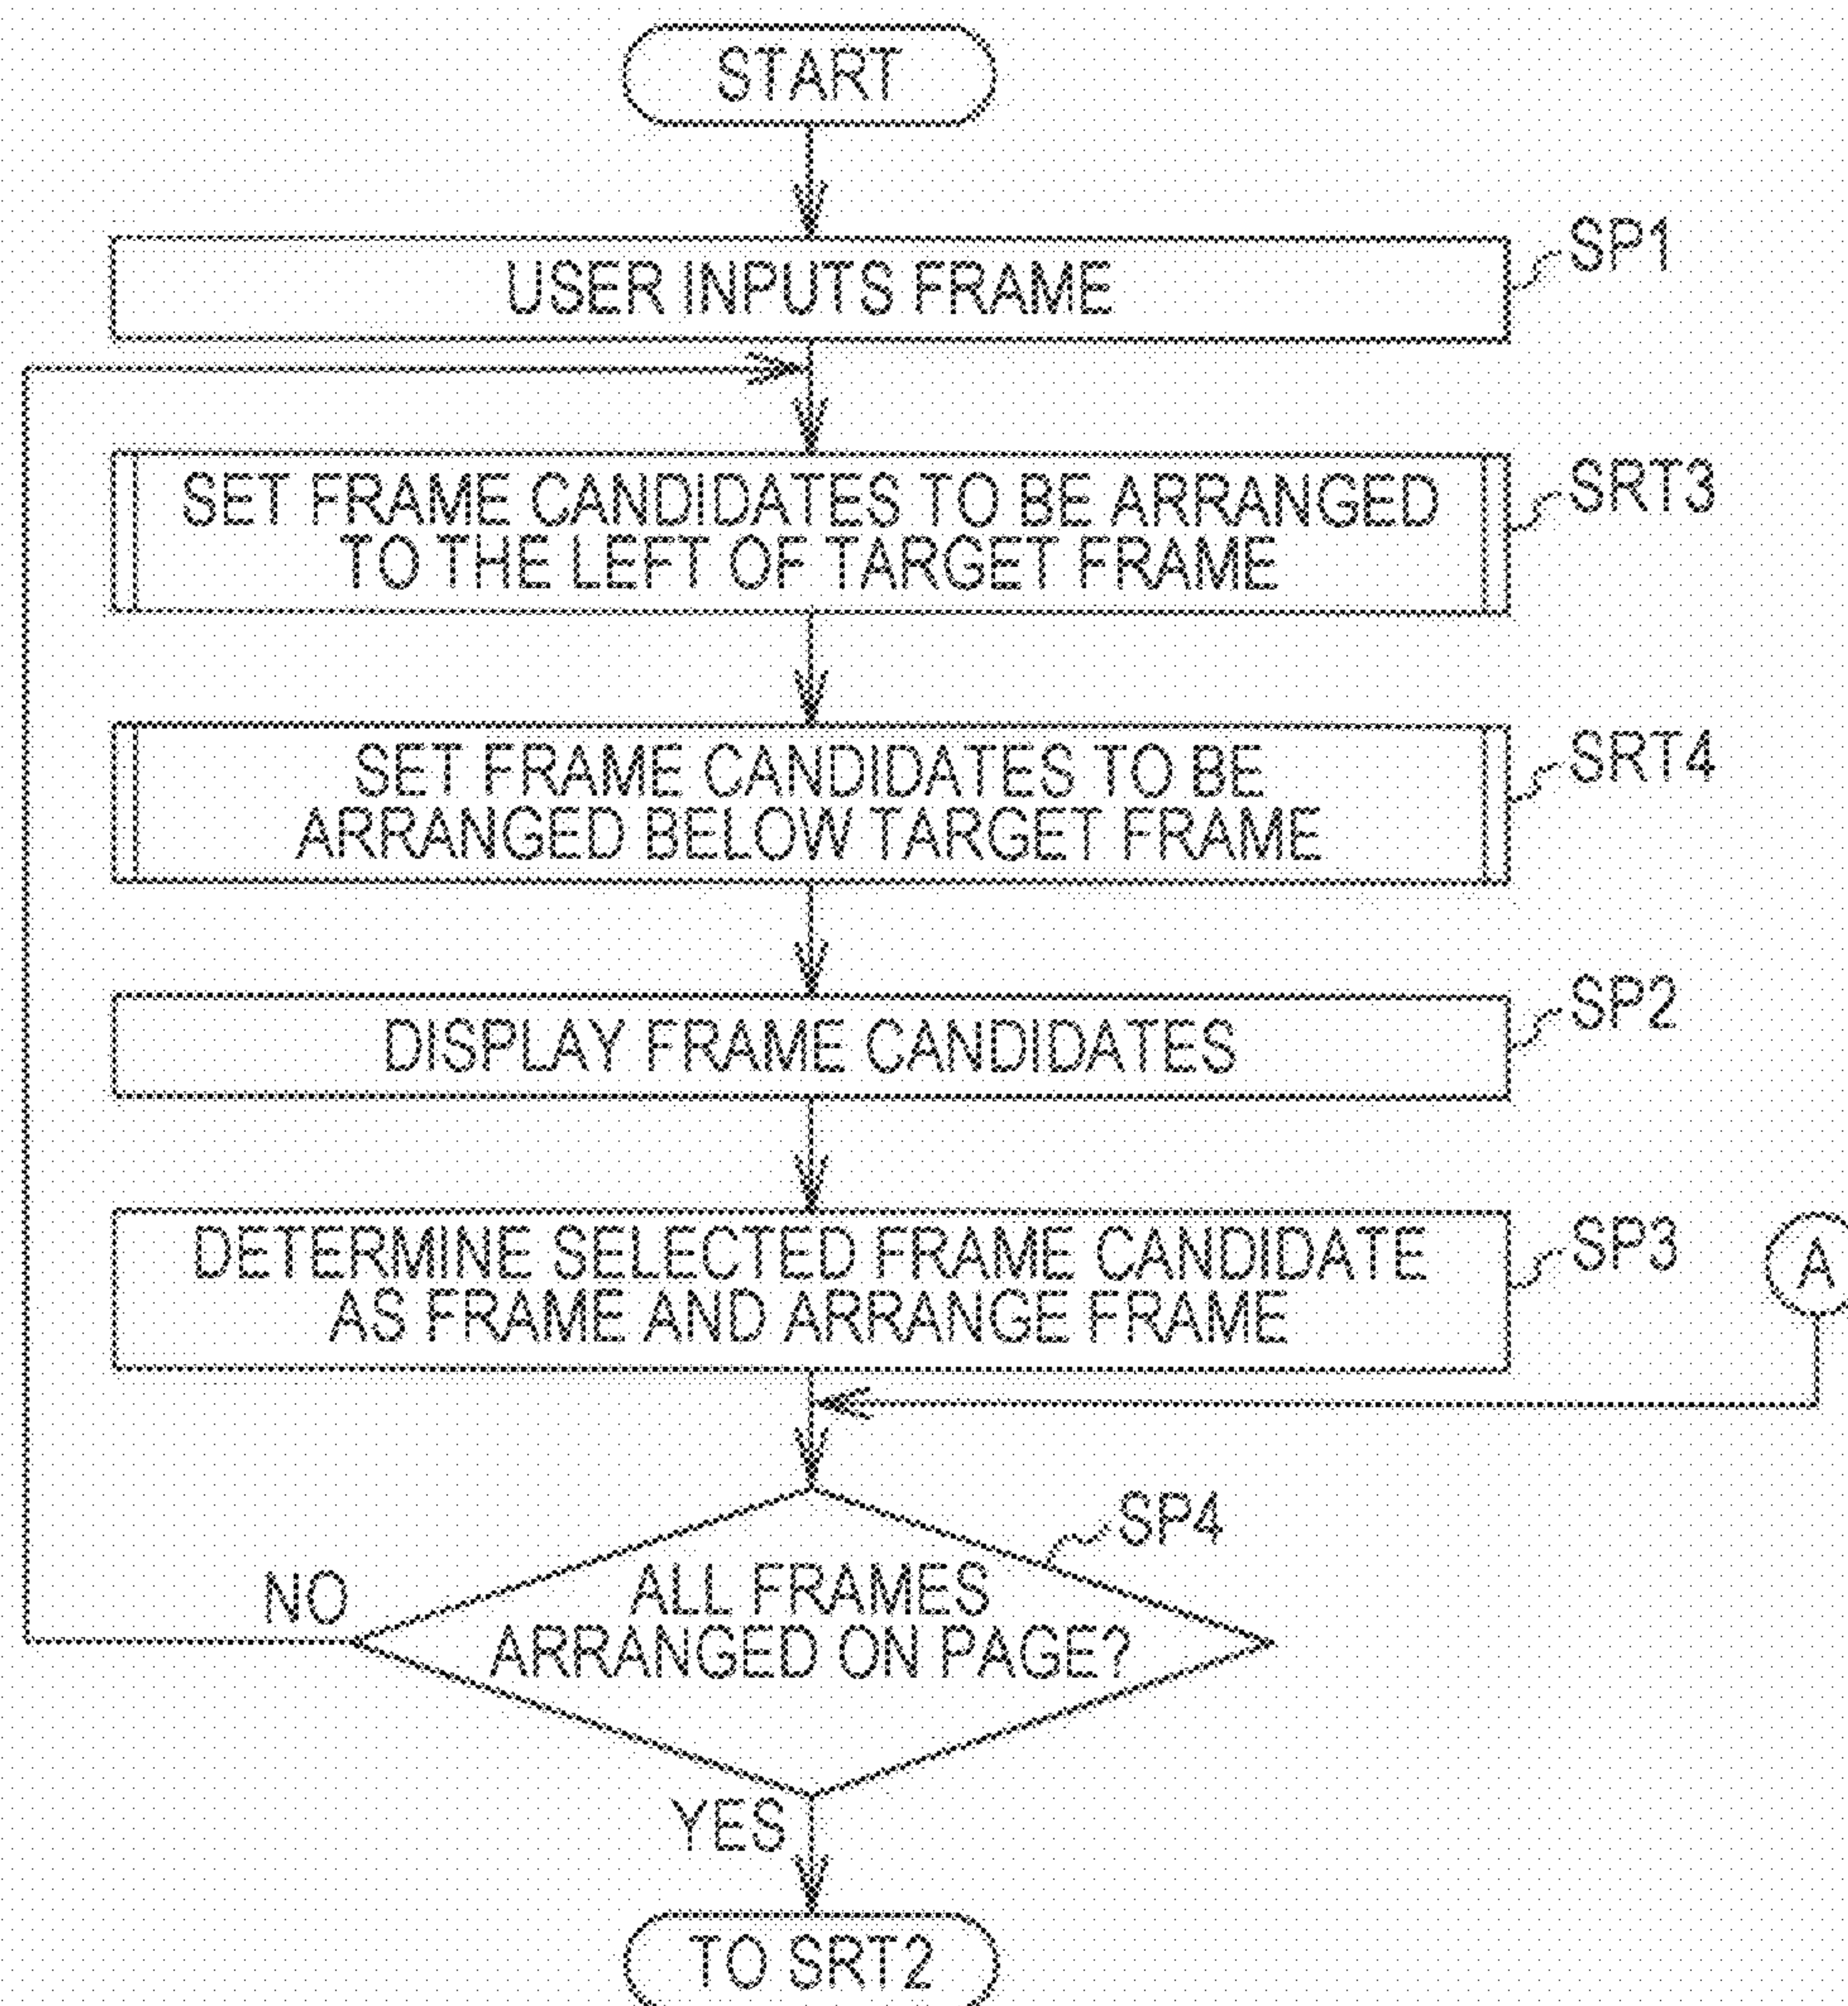 START
USER INPUTS FRAME
SP1
SET FRAME CANDIDATES TO BE ARRANGED
TO THE LEFT OF TARGET FRAME
SRT3
SET FRAME CANDIDATES TO BE
ARRANGED BELOW TARGET FRAME
SRT4
DISPLAY FRAME CANDIDATES
SP2
DETERMINE SELECTED FRAME CANDIDATE
AS FRAME AND ARRANGE FRAME
SP3
A
SP4
ALL FRAMES
ARRANGED ON PAGE?
NO
YES
TO SRT2